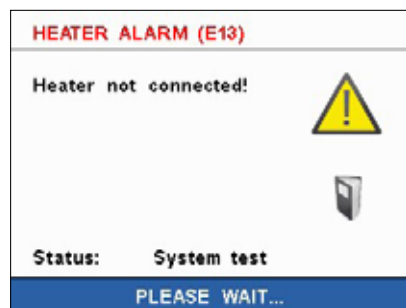 HEATER ALARM (E13)
Heater not connected!
Status: System test
PLEASE WAIT...